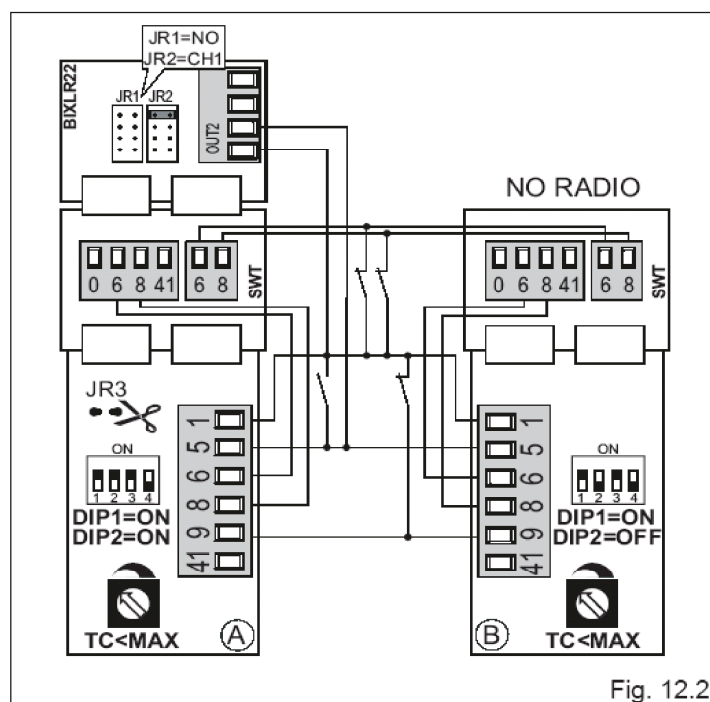 JR1=NO
JR2=CH1
BIXLR22
JR1 JR2
OUT2
NO RADIO
0 6 8 41 6 8
SWT
0 6 8 41 6 8
SWT
JR3
ON
1 2 3 4
DIP1=ON
DIP2=ON
TC<MAX
A
1
5
6
8
9
41
1
5
6
8
9
41
ON
1 2 3 4
DIP1=ON
DIP2=OFF
B
TC<MAX
Fig. 12.2